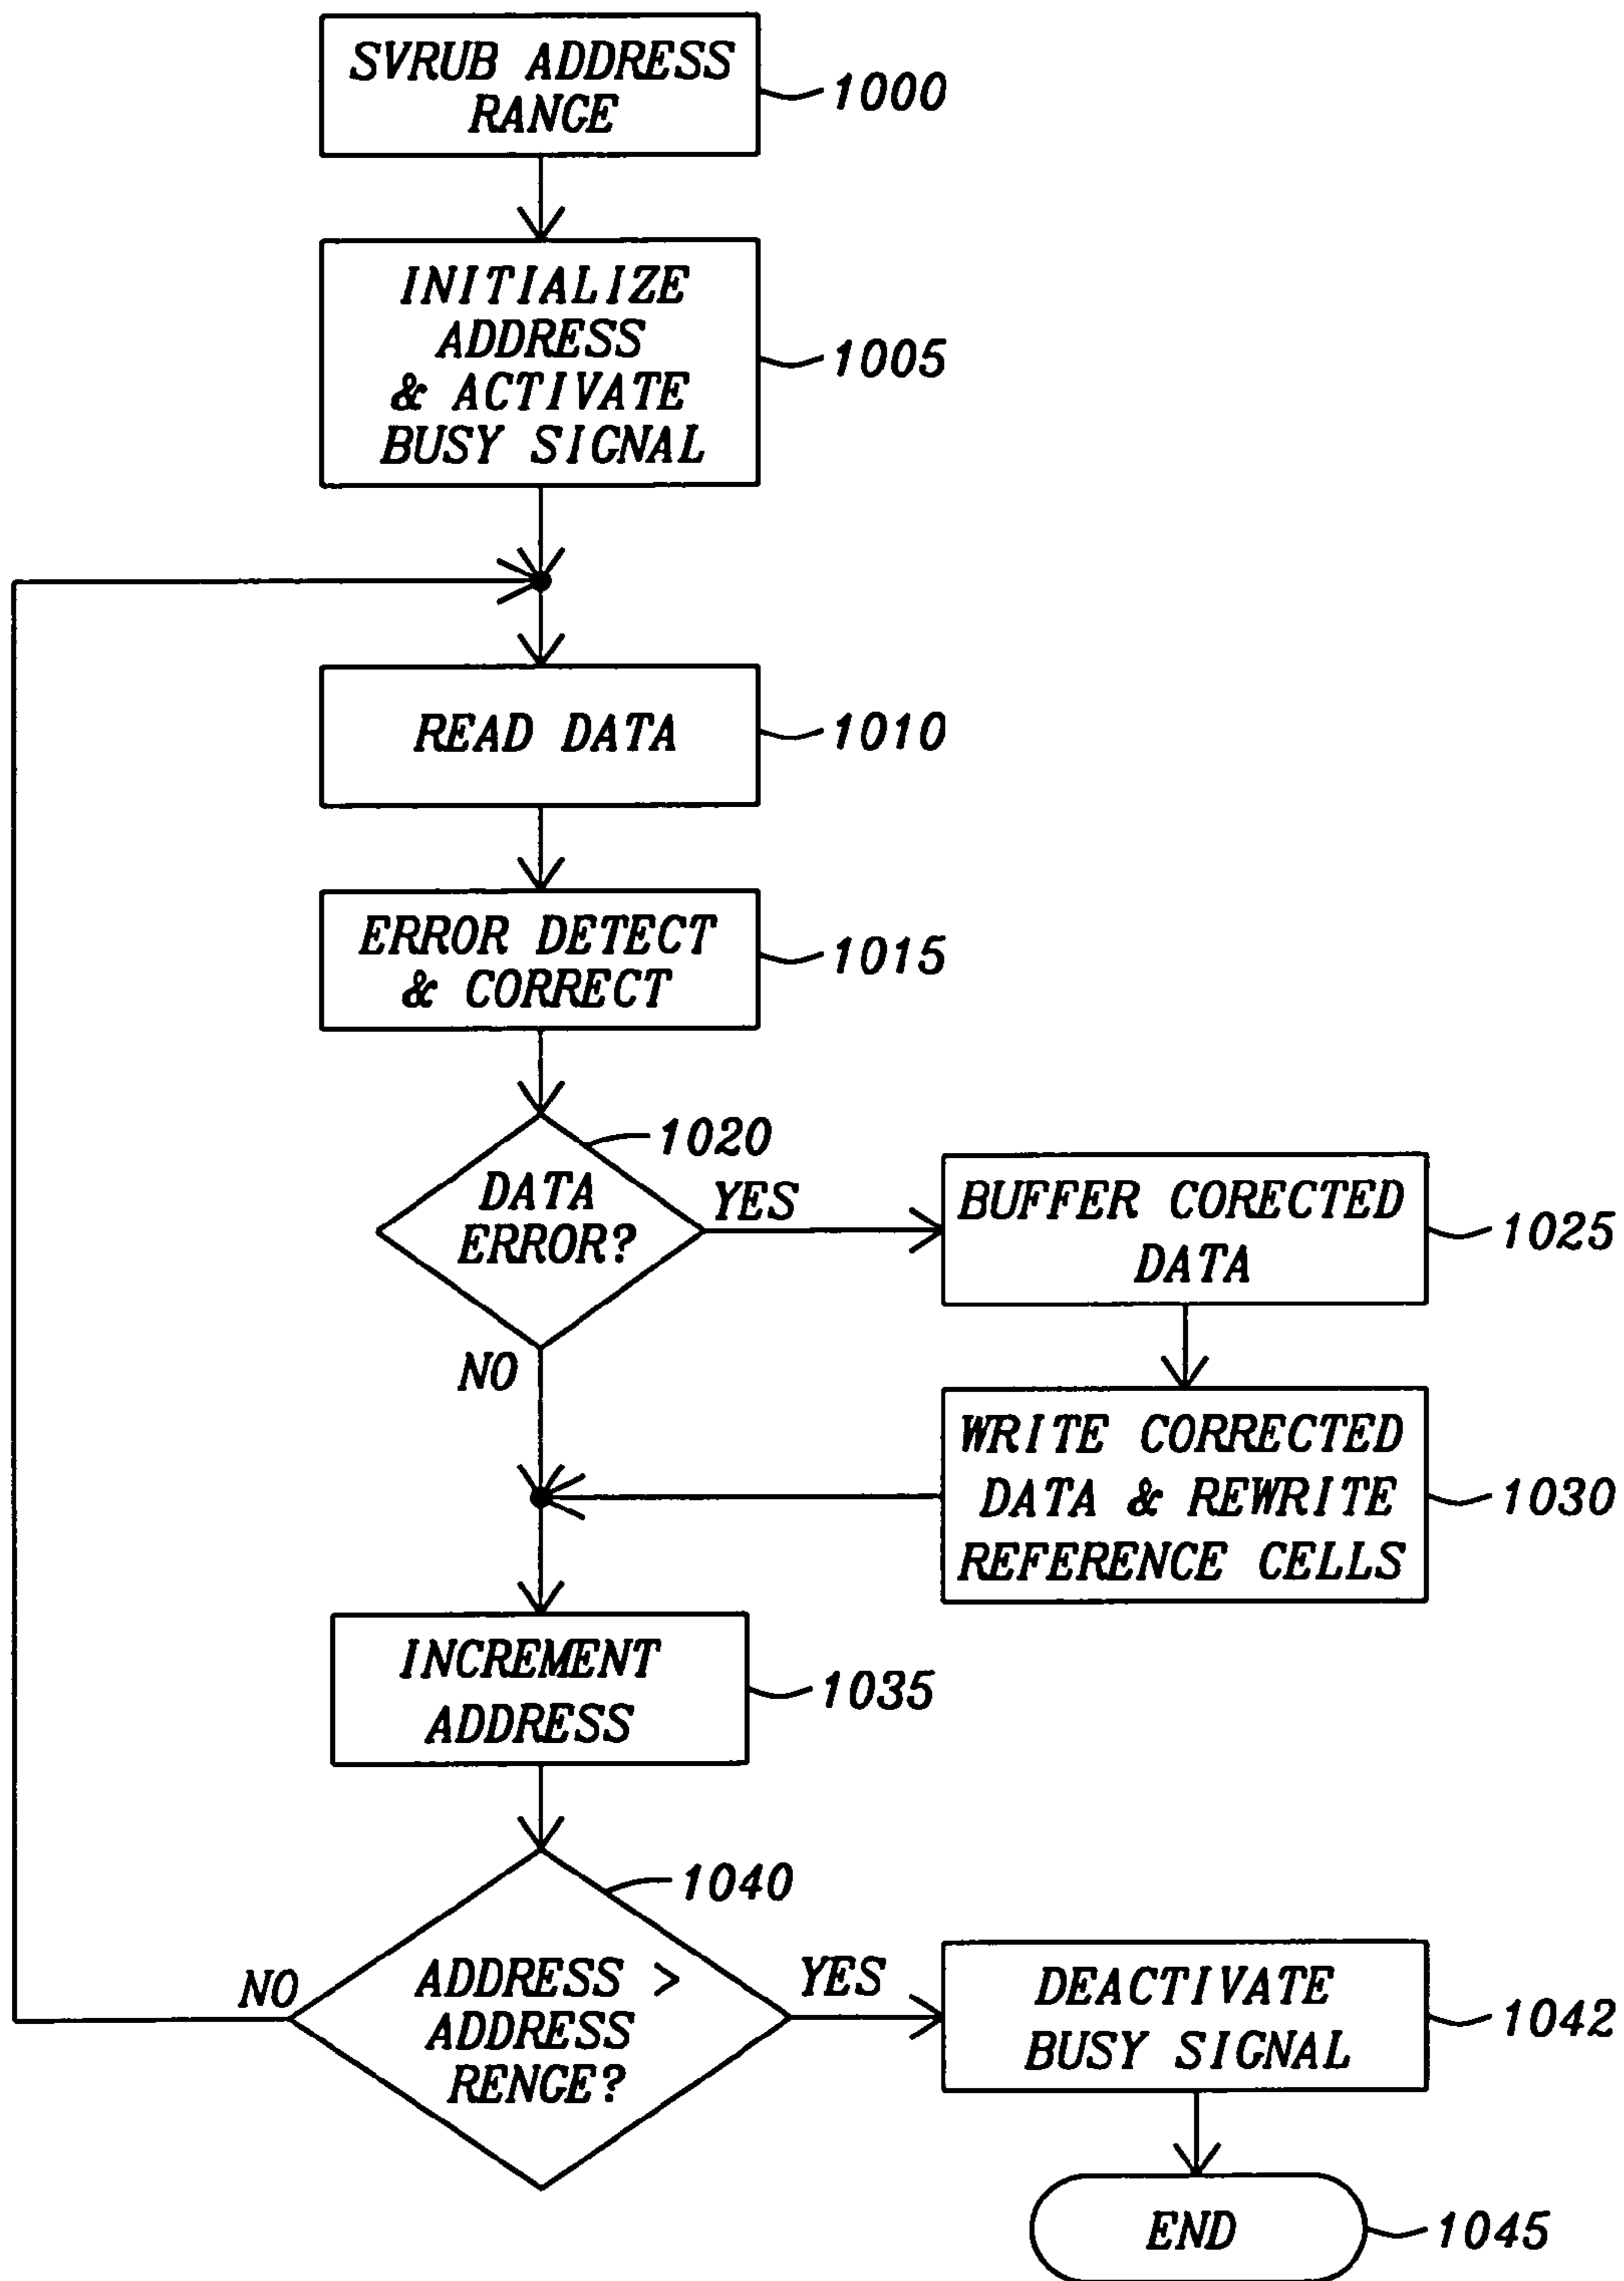 SVRUB ADDRESS
RANGE
1000
INITIALIZE
ADDRESS
& ACTIVATE
BUSY SIGNAL
1005
READ DATA
1010
ERROR DETECT
& CORRECT
1015
1020
DATA
ERROR?
YES
NO
BUFFER CORECTED
DATA
1025
WRITE CORRECTED
DATA & REWRITE
REFERENCE CELLS
1030
INCREMENT
ADDRESS
1035
1040
ADDRESS >
ADDRESS
RENGE?
NO
YES
DEACTIVATE
BUSY SIGNAL
1042
END
1045